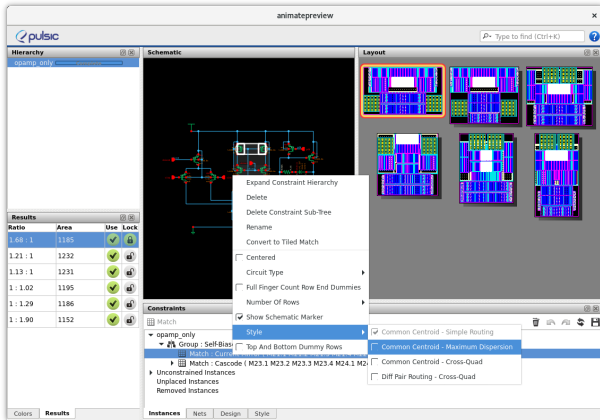 animatepreview
pulsic
Type to find (Ctrl+K)
Hierarchy
opamp_only
Schematic
Layout
Results
Ratio Area Use Lock
1.68 : 1 1185
1.21 : 1 1232
1.13 : 1 1231
1 : 1.02 1195
1 : 1.29 1186
1 : 1.90 1152
Colors Results
Expand Constraint Hierarchy
Delete
Delete Constraint Sub-Tree
Rename
Convert to Tiled Match
Centered
Circuit Type
Full Finger Count Row End Dummies
Number Of Rows
Show Schematic Marker
Style
Top And Bottom Dummy Rows
Common Centroid - Simple Routing
Common Centroid - Maximum Dispersion
Common Centroid - Cross-Quad
Diff Pair Routing - Cross-Quad
Constraints
Match
opamp_only
Group : Self-Bias
Match : Curre
Match : Cascode ( M23.1 M23.2 M23.3 M23.4 M24.1 M2
Unconstrained Instances
Unplaced Instances
Removed Instances
Instances Nets Design Style